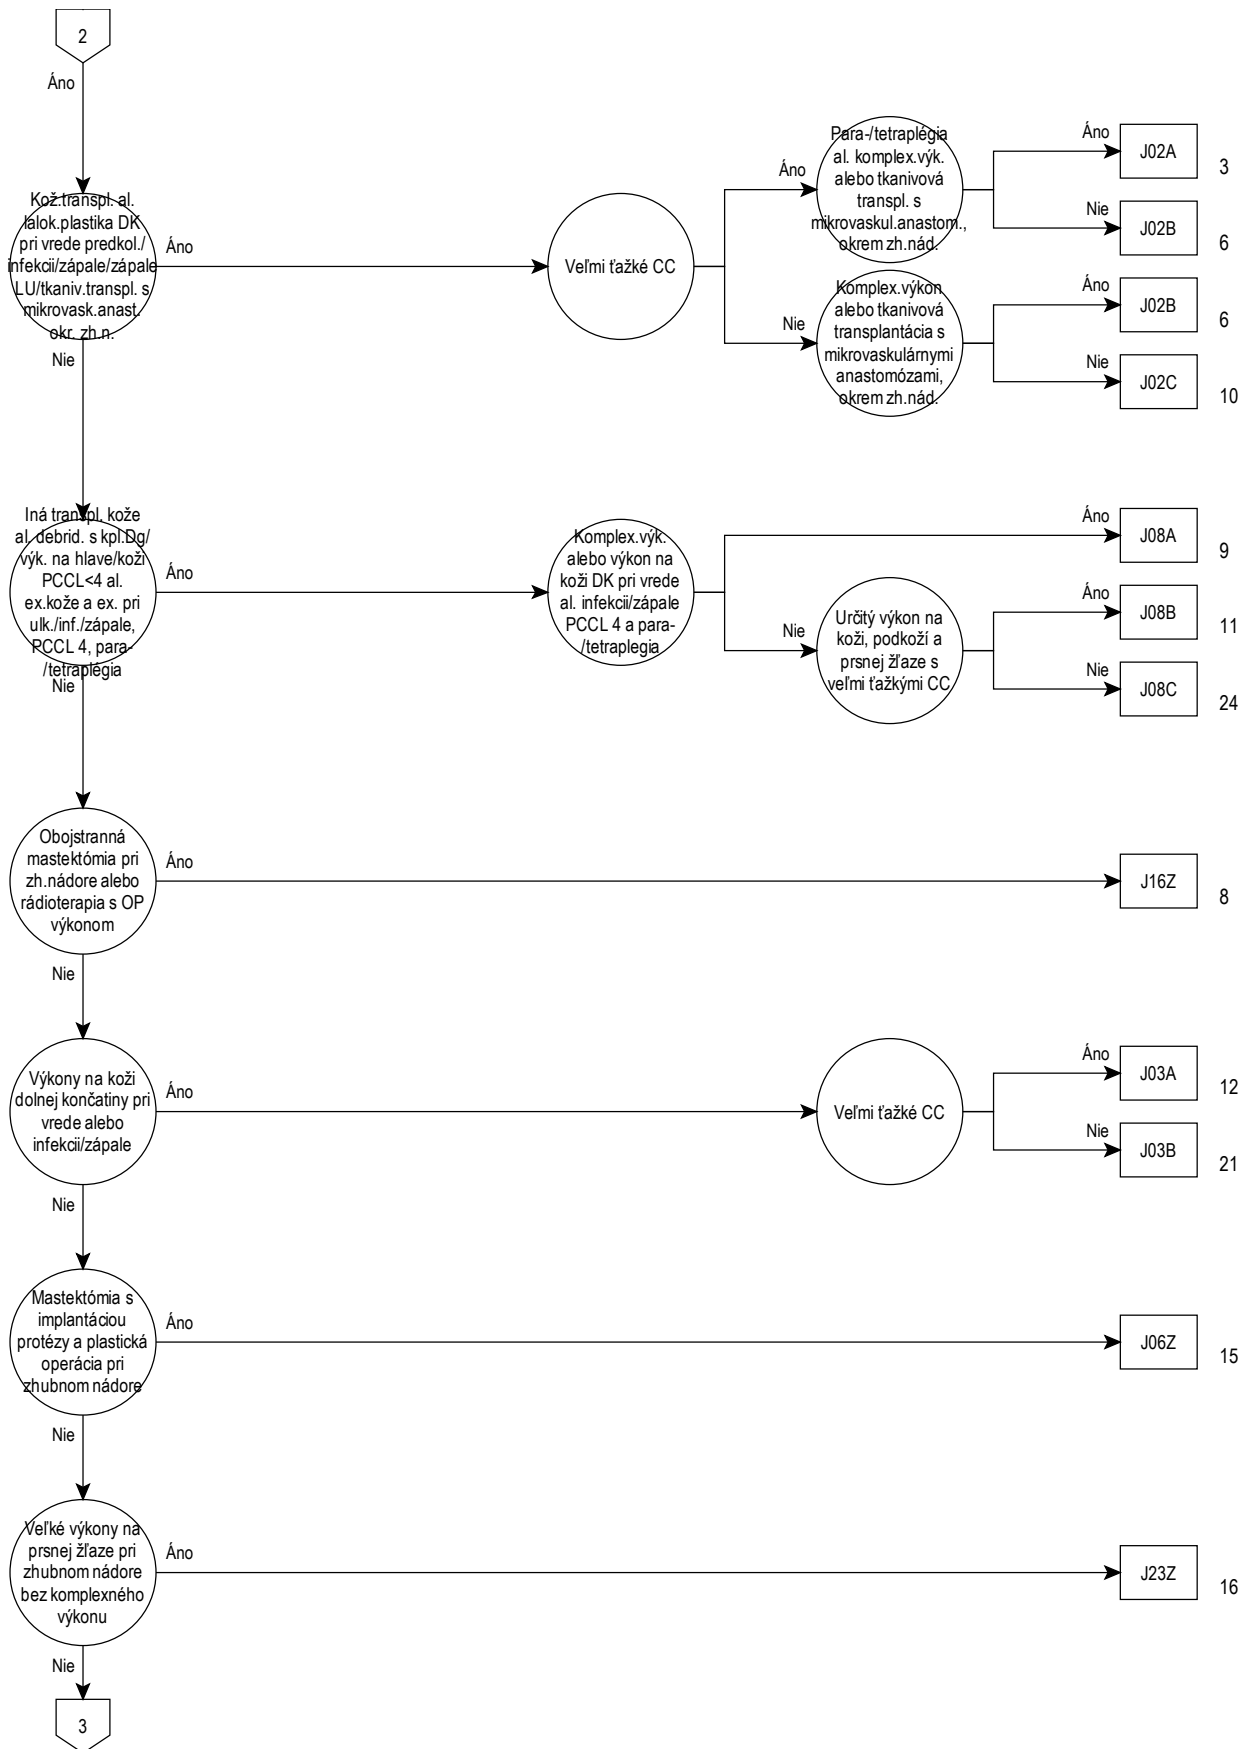 2
Áno
Kož.transpl. al.
lalok.plastika DK
pri vrede predkol./
infekcii/zápale/zápale
LU/tkaniv.transpl. s
mikrovask.anast.
okr. zh.n.
Áno
Nie
Veľmi ťažké CC
Áno
Para-/tetraplégia
al. komplex.výk.
alebo tkanivová
transpl. s
mikrovaskul.anastom.,
okrem zh.nád.
Áno
J02A
3
Nie
J02B
6
Nie
Komplex.výkon
alebo tkanivová
transplantácia s
mikrovaskulárnymi
anastomózami,
okrem zh.nád.
Áno
J02B
6
Nie
J02C
10
Iná transpl. kože
al. debrid. s kpl.Dg/
výk. na hlave/koži
PCCL<4 al.
ex.kože a ex. pri
ulk./inf./zápale,
PCCL 4, para-
/tetraplégia
Áno
Nie
Komplex.výk.
alebo výkon na
koži DK pri vrede
al. infekcii/zápale
PCCL 4 a para-
/tetraplegia
Áno
J08A
9
Nie
Určitý výkon na
koži, podkoží a
prsnej žľaze s
veľmi ťažkými CC
Áno
J08B
11
Nie
J08C
24
Obojstranná
mastektómia pri
zh.nádore alebo
rádioterapia s OP
výkonom
Áno
J16Z
8
Nie
Výkony na koži
dolnej končatiny pri
vrede alebo
infekcii/zápale
Áno
Veľmi ťažké CC
Áno
J03A
12
Nie
J03B
21
Nie
Mastektómia s
implantáciou
protézy a plastická
operácia pri
zhubnom nádore
Áno
J06Z
15
Nie
Veľké výkony na
prsnej žľaze pri
zhubnom nádore
bez komplexného
výkonu
Áno
J23Z
16
Nie
3